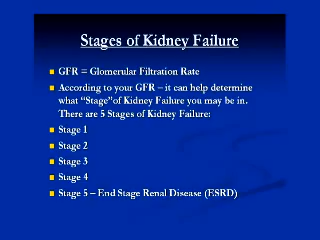 Stages of Kidney Failure
GFR = Glomerular Filtration Rate
According to your GFR – it can help determine
what “Stage”of Kidney Failure you may be in.
There are 5 Stages of Kidney Failure:
Stage 1
Stage 2
Stage 3
Stage 4
Stage 5 – End Stage Renal Disease (ESRD)